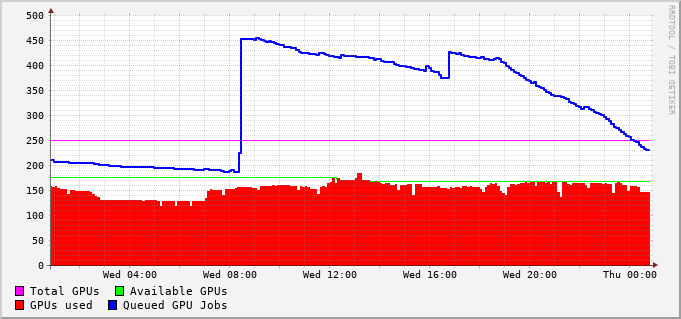 500
450
400
350
300
250
200
150
100
50
0
Wed 04:00 Wed 08:00 Wed 12:00 Wed 16:00 Wed 20:00 Thu 00:00
Total GPUs Available GPUs
GPUs used Queued GPU Jobs
RRDTOOL / TOBI OETIKER